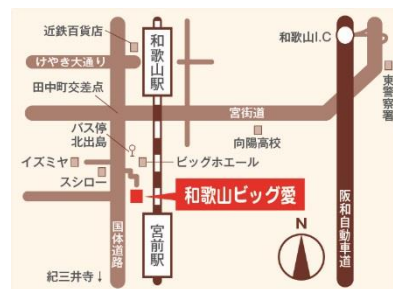 近鉄百貨店
けやき大通り
田中町交差点
バス停
北出島
イズミヤ
スシロー
和歌山駅
和歌山I.C
東警察署
宮街道
向陽高校
ビッグホエール
和歌山ビッグ愛
国体道路
宮前駅
阪和自動車道
N
紀三井寺↓